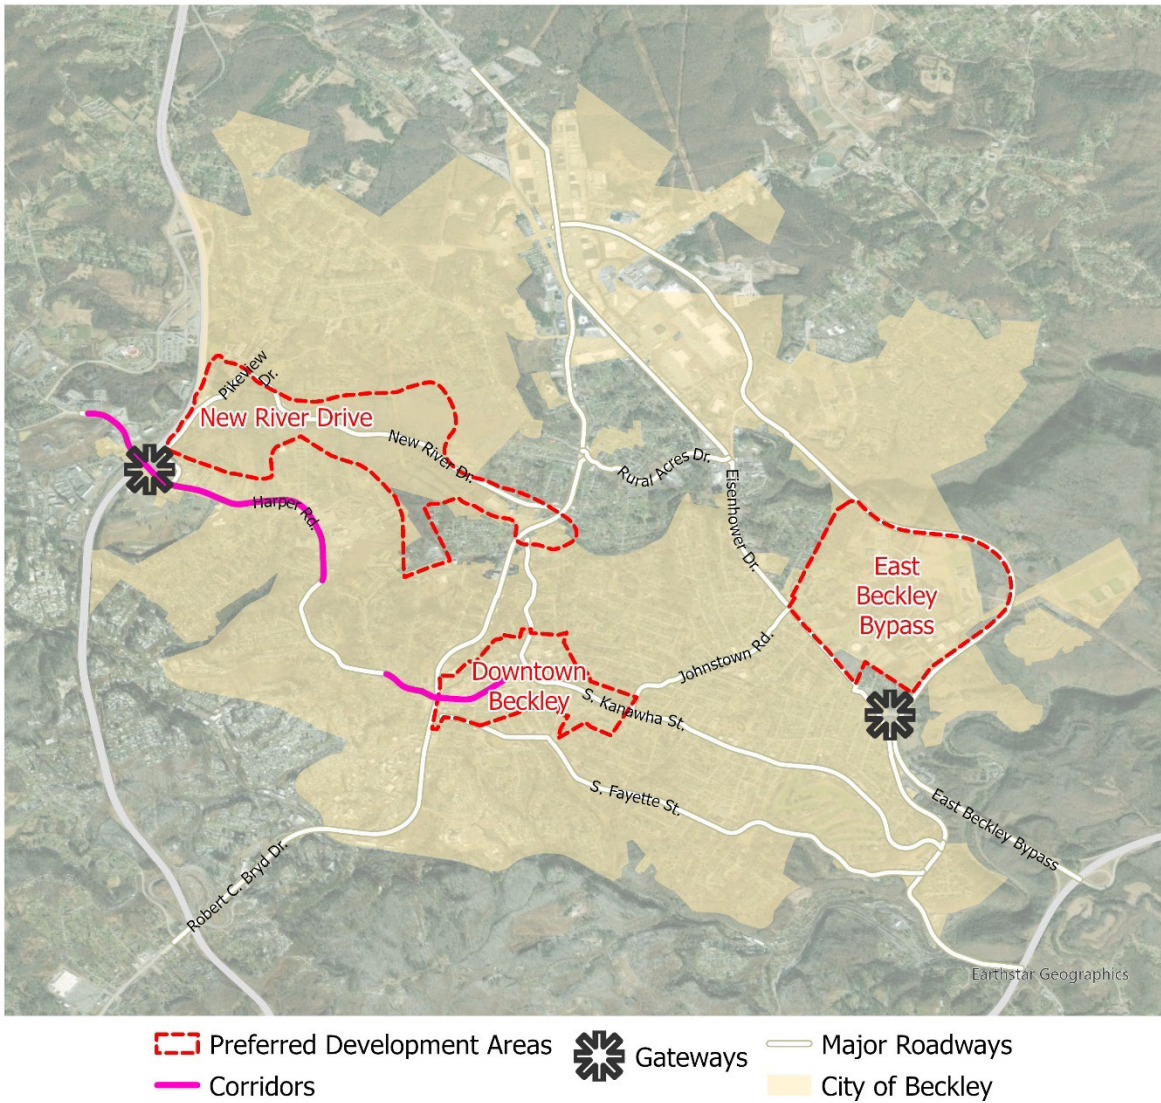 Pikeview
Dr.
New River Drive
New River Dr.
Rural Acres Dr.
Eisenhower Dr.
Harper Rd.
East
Beckley
Bypass
Johnstown Rd.
Downtown
Beckley
S. Kanawha St.
S. Fayette St.
East Beckley Bypass
Robert C. Bryd Dr.
Earthstar Geographics
Preferred Development Areas
Gateways
Major Roadways
Corridors
City of Beckley